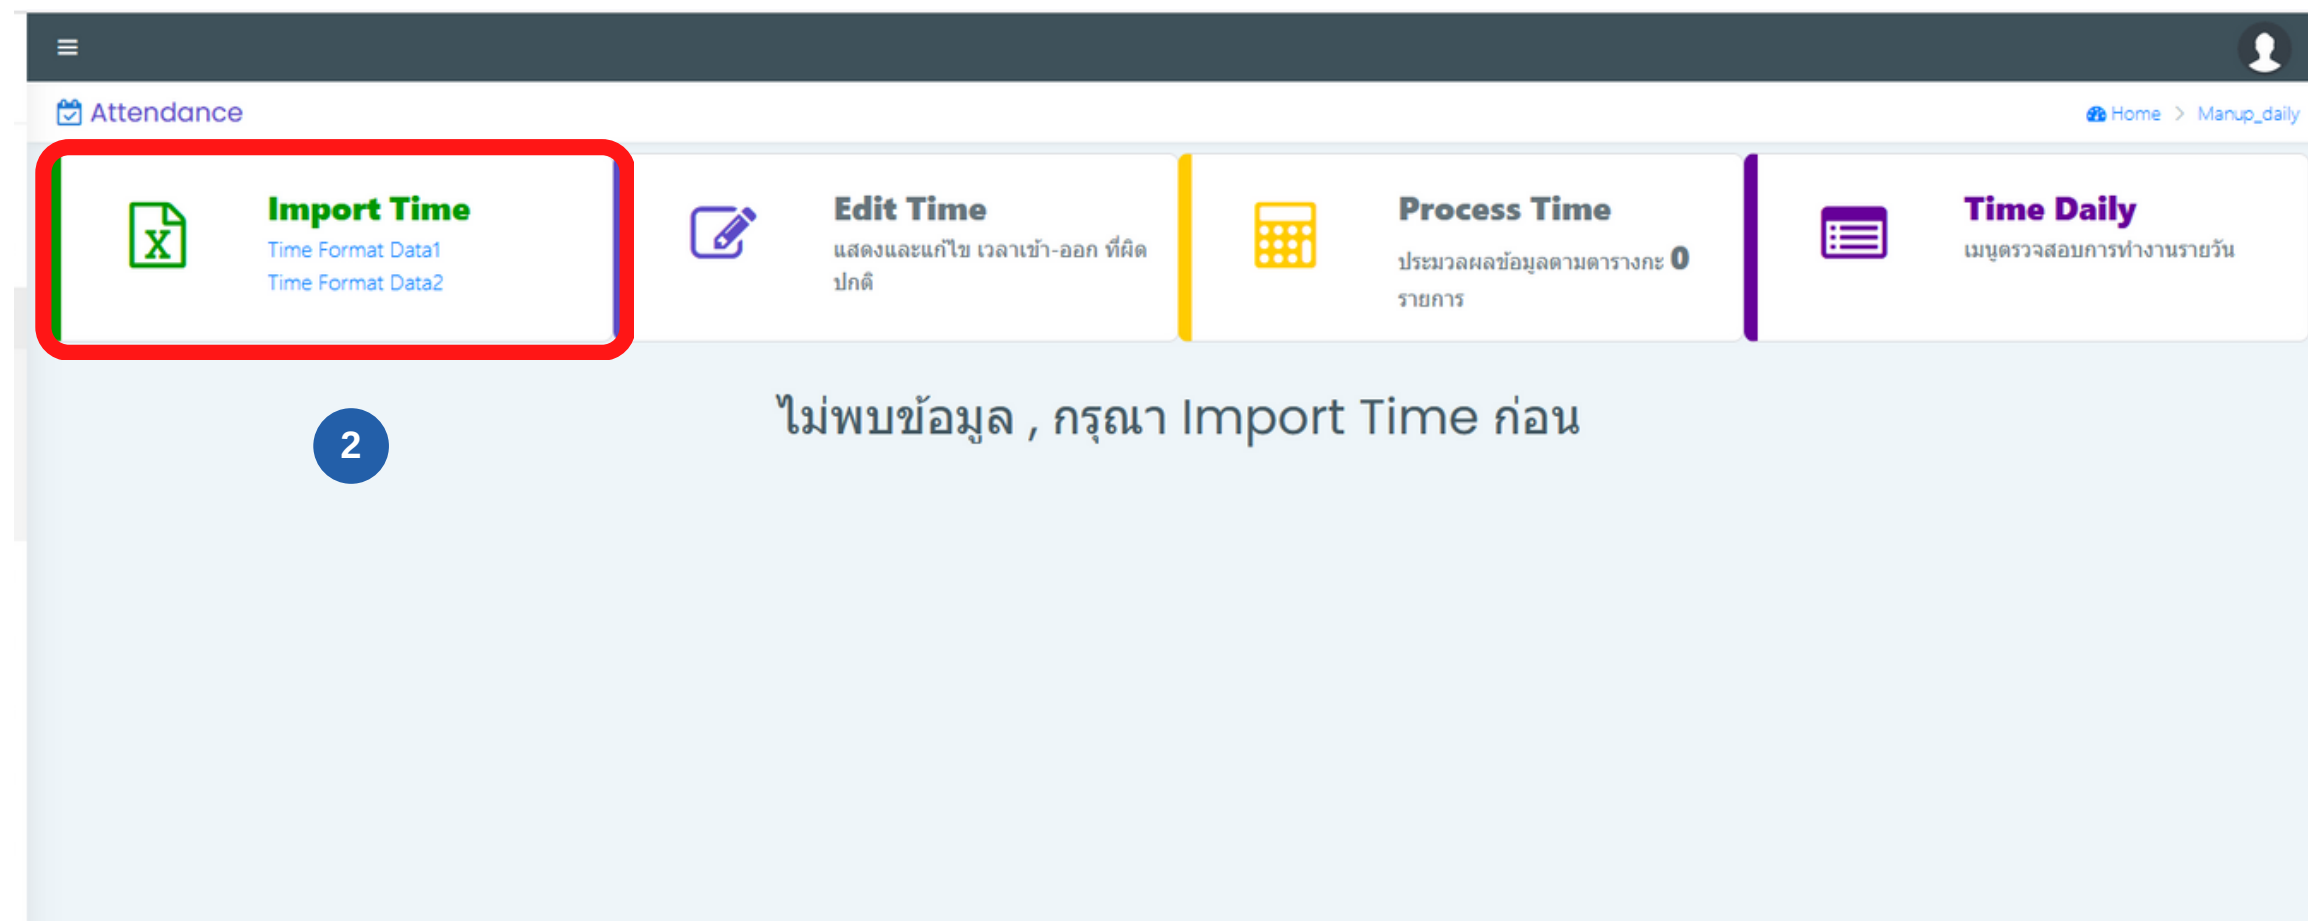 Attendance
Home > Manup_daily
Import Time
Time Format Data1
Time Format Data2
Edit Time
แสดงและแก้ไข เวลาเข้า-ออก ที่ผิด
ปกติ
Process Time
ประมวลผลข้อมูลตามตารางกะ 0
รายการ
Time Daily
เมนูตรวจสอบการทำงานรายวัน
ไม่พบข้อมูล , กรุณา Import Time ก่อน
2